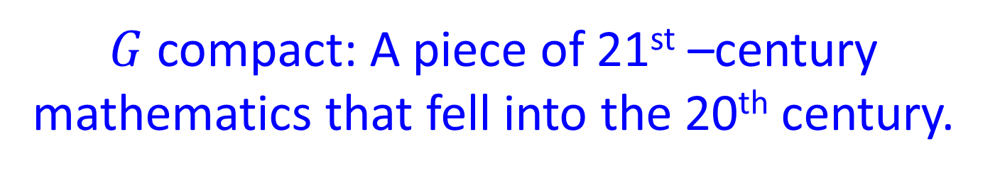 G compact: A piece of 21st –century
mathematics that fell into the 20th century.